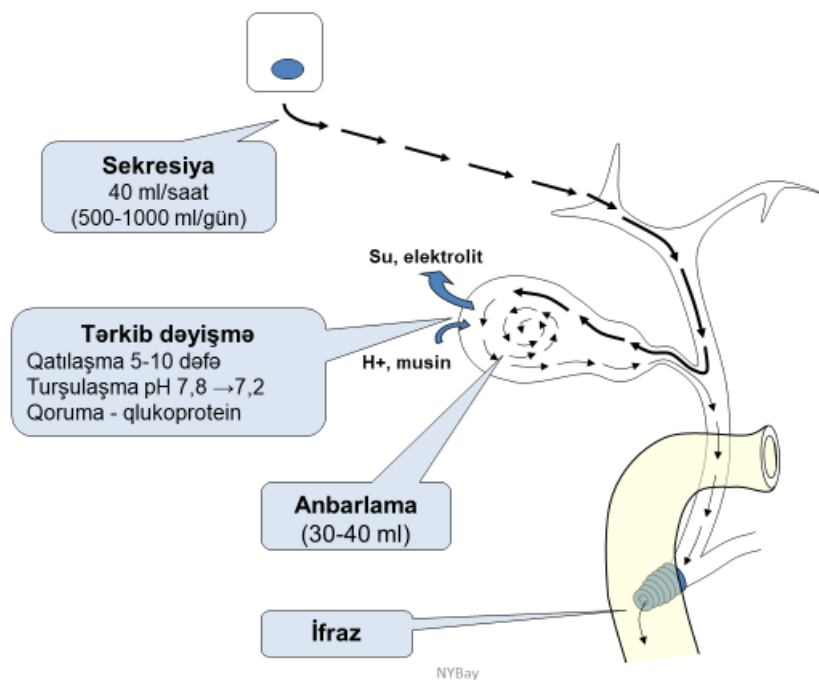 Sekresiya
40 ml/saat
(500-1000 ml/gün)
Su, elektrolit
Tərkib dəyişmə
Qatılaşma 5-10 dəfə
Turşulaşma pH 7,8 →7,2
Qoruma - qlukoprotein
H+, musin
Anbarlama
(30-40 ml)
İfraz
NYBay